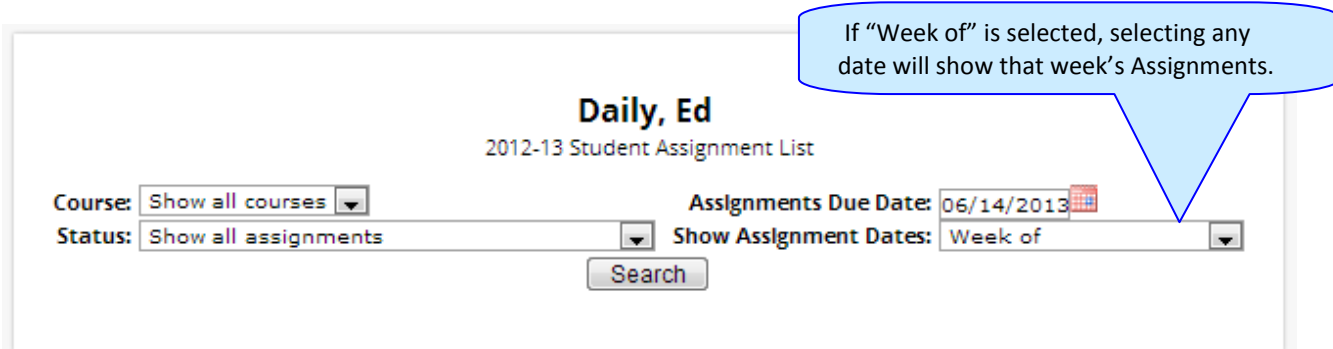 If “Week of” is selected, selecting any
date will show that week’s Assignments.
Daily, Ed
2012-13 Student Assignment List
Course: Show all courses Assignments Due Date: 06/14/2013
Status: Show all assignments Show Assignment Dates: Week of
Search